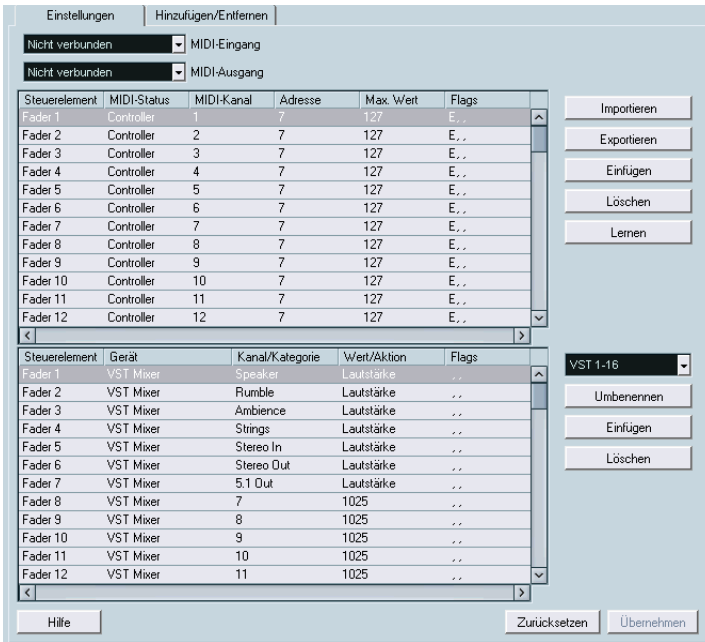 Einstellungen Hinzufügen/Entfernen
Nicht verbunden MIDI-Eingang
Nicht verbunden MIDI-Ausgang
Steuerelement MIDI-Status MIDI-Kanal Adresse Max. Wert Flags
Fader 1 Controller 1 7 127 E, ,
Fader 2 Controller 2 7 127 E, ,
Fader 3 Controller 3 7 127 E, ,
Fader 4 Controller 4 7 127 E, ,
Fader 5 Controller 5 7 127 E, ,
Fader 6 Controller 6 7 127 E, ,
Fader 7 Controller 7 7 127 E, ,
Fader 8 Controller 8 7 127 E, ,
Fader 9 Controller 9 7 127 E, ,
Fader 10 Controller 10 7 127 E, ,
Fader 11 Controller 11 7 127 E, ,
Fader 12 Controller 12 7 127 E, ,
Importieren
Exportieren
Einfügen
Löschen
Lernen
Steuerelement Gerät Kanal/Kategorie Wert/Aktion Flags
Fader 1 VST Mixer Speaker Lautstärke , ,
Fader 2 VST Mixer Rumble Lautstärke , ,
Fader 3 VST Mixer Ambience Lautstärke , ,
Fader 4 VST Mixer Strings Lautstärke , ,
Fader 5 VST Mixer Stereo In Lautstärke , ,
Fader 6 VST Mixer Stereo Out Lautstärke , ,
Fader 7 VST Mixer 5.1 Out Lautstärke , ,
Fader 8 VST Mixer 7 1025 , ,
Fader 9 VST Mixer 8 1025 , ,
Fader 10 VST Mixer 9 1025 , ,
Fader 11 VST Mixer 10 1025 , ,
Fader 12 VST Mixer 11 1025 , ,
VST 1-16
Umbenennen
Einfügen
Löschen
Hilfe Zurücksetzen Übernehmen